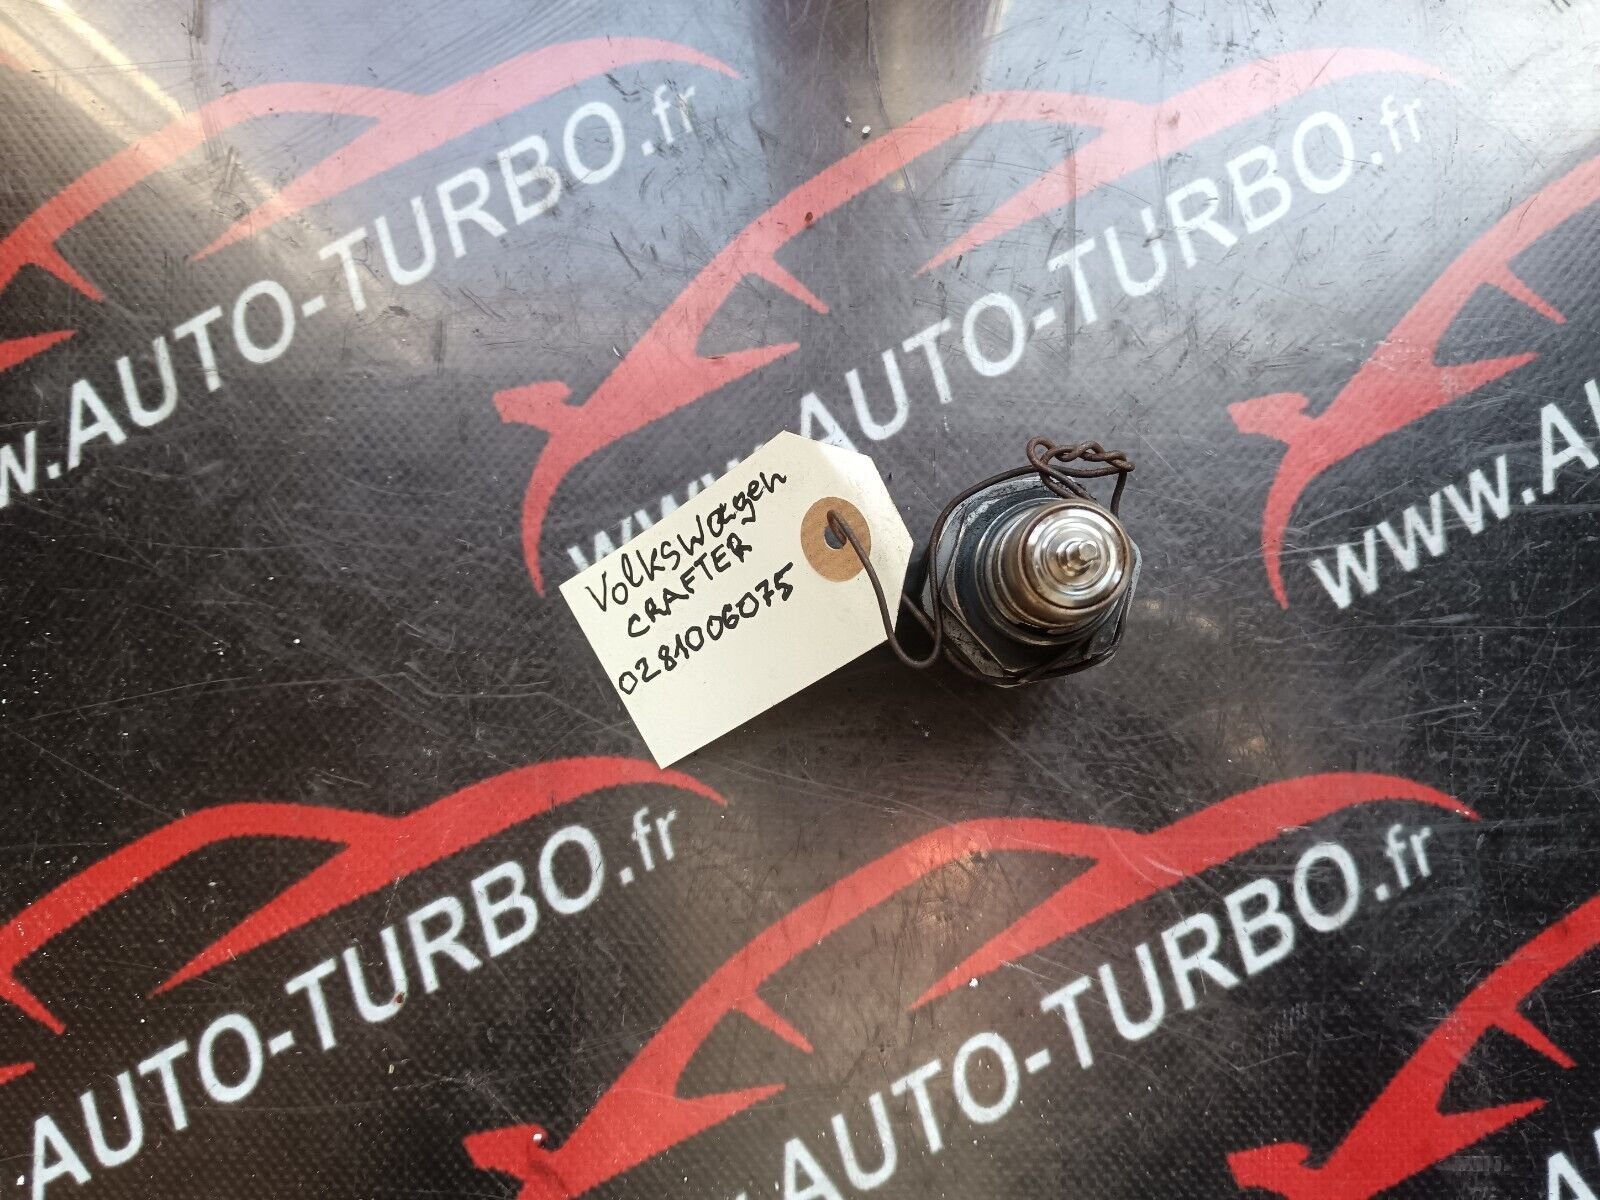 www.AUTO-TURBO.fr
www.AUTO-TURBO.fr
Volkswagen
CRAFTER
0281006075
www.A
AUTO-TURBO.fr
AUTO-TURBO.fr
A